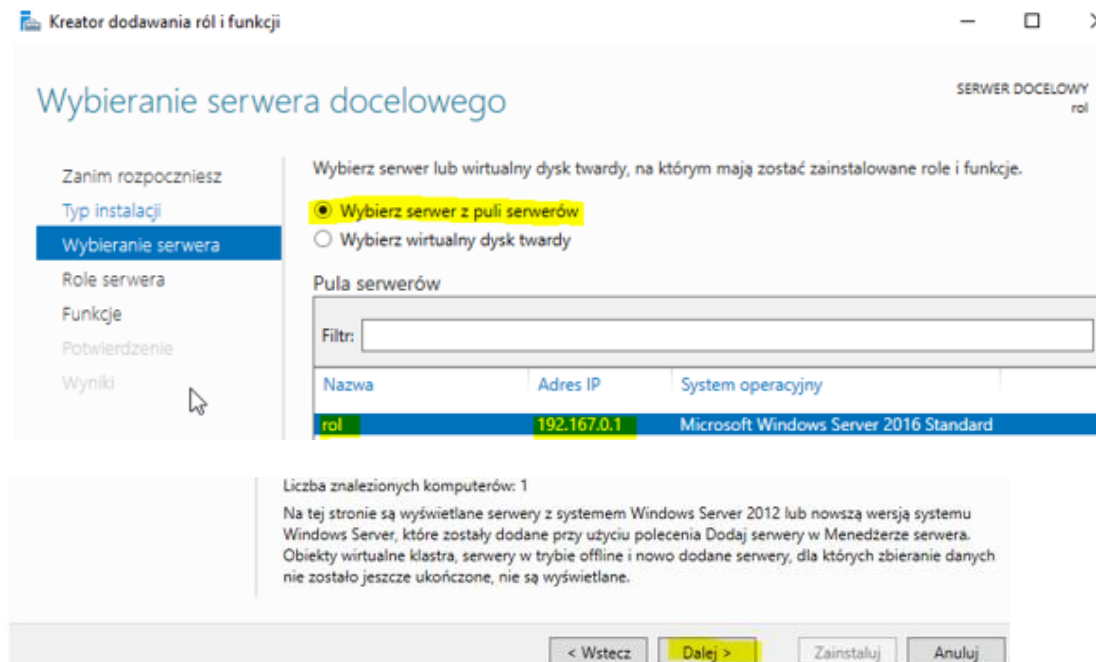 Kreator dodawania ról i funkcji
Wybieranie serwera docelowego
SERWER DOCELOWY
rol
Zanim rozpoczniesz
Typ instalacji
Wybieranie serwera
Role serwera
Funkcje
Potwierdzenie
Wyniki
Wybierz serwer lub wirtualny dysk twardy, na którym mają zostać zainstalowane role i funkcje.
Wybierz serwer z puli serwerów
Wybierz wirtualny dysk twardy
Pula serwerów
Filtr:
Nazwa Adres IP System operacyjny
rol 192.167.0.1 Microsoft Windows Server 2016 Standard
Liczba znalezionych komputerów: 1
Na tej stronie są wyświetlane serwery z systemem Windows Server 2012 lub nowszą wersją systemu
Windows Server, które zostały dodane przy użyciu polecenia Dodaj serwery w Menedżerze serwera.
Obiekty wirtualne klastra, serwery w trybie offline i nowo dodane serwery, dla których zbieranie danych
nie zostało jeszcze ukończone, nie są wyświetlane.
< Wstecz Dalej > Zainstaluj Anuluj